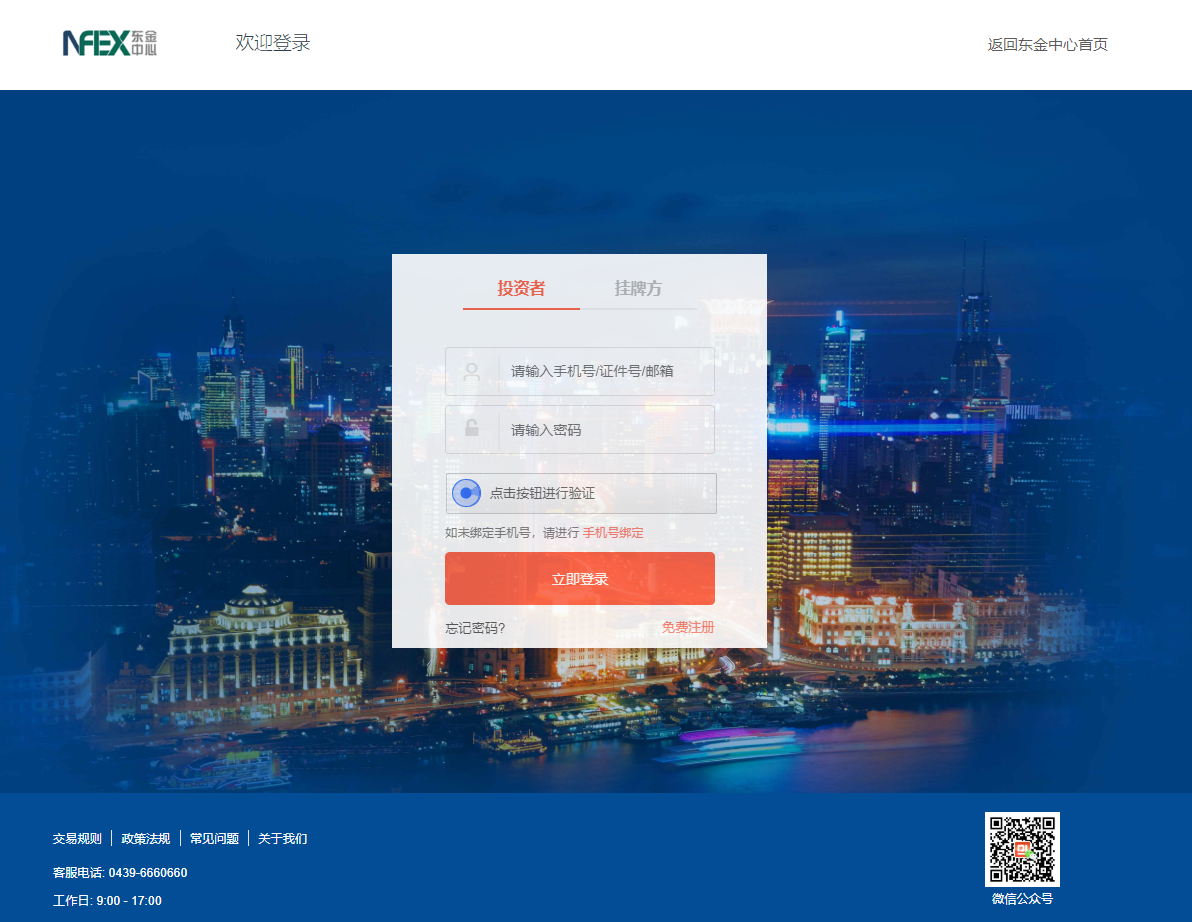 NFEX 东金中心
欢迎登录
返回东金中心首页
投资者 挂牌方
请输入手机号/证件号/邮箱
请输入密码
点击按钮进行验证
如未绑定手机号，请进行 手机号绑定
立即登录
忘记密码? 免费注册
交易规则 政策法规 常见问题 关于我们
客服电话: 0439-6660660
工作日: 9:00 - 17:00
微信公众号